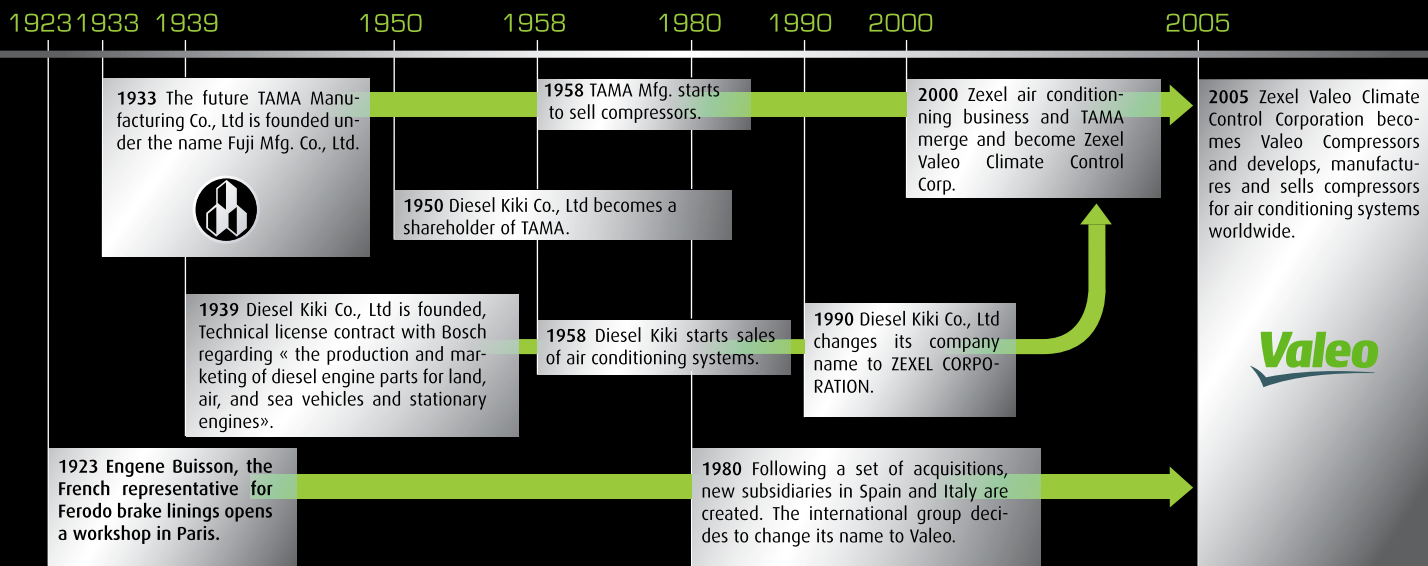 1923 1933 1939 1950 1958 1980 1990 2000 2005
1933 The future TAMA Manu-
facturing Co., Ltd is founded un-
der the name Fuji Mfg. Co., Ltd.
1958 TAMA Mfg. starts
to sell compressors.
2000 Zexel air condition-
ning business and TAMA
merge and become Zexel
Valeo Climate Control
Corp.
2005 Zexel Valeo Climate
Control Corporation beco-
mes Valeo Compressors
and develops, manufactu-
res and sells compressors
for air conditioning systems
worldwide.
1950 Diesel Kiki Co., Ltd becomes a
shareholder of TAMA.
1939 Diesel Kiki Co., Ltd is founded,
Technical license contract with Bosch
regarding « the production and mar-
keting of diesel engine parts for land,
air, and sea vehicles and stationary
engines».
1958 Diesel Kiki starts sales
of air conditioning systems.
1990 Diesel Kiki Co., Ltd
changes its company
name to ZEXEL CORPO-
RATION.
Valeo
1923 Engene Buisson, the
French representative for
Ferodo brake linings opens
a workshop in Paris.
1980 Following a set of acquisitions,
new subsidiaries in Spain and Italy are
created. The international group deci-
des to change its name to Valeo.